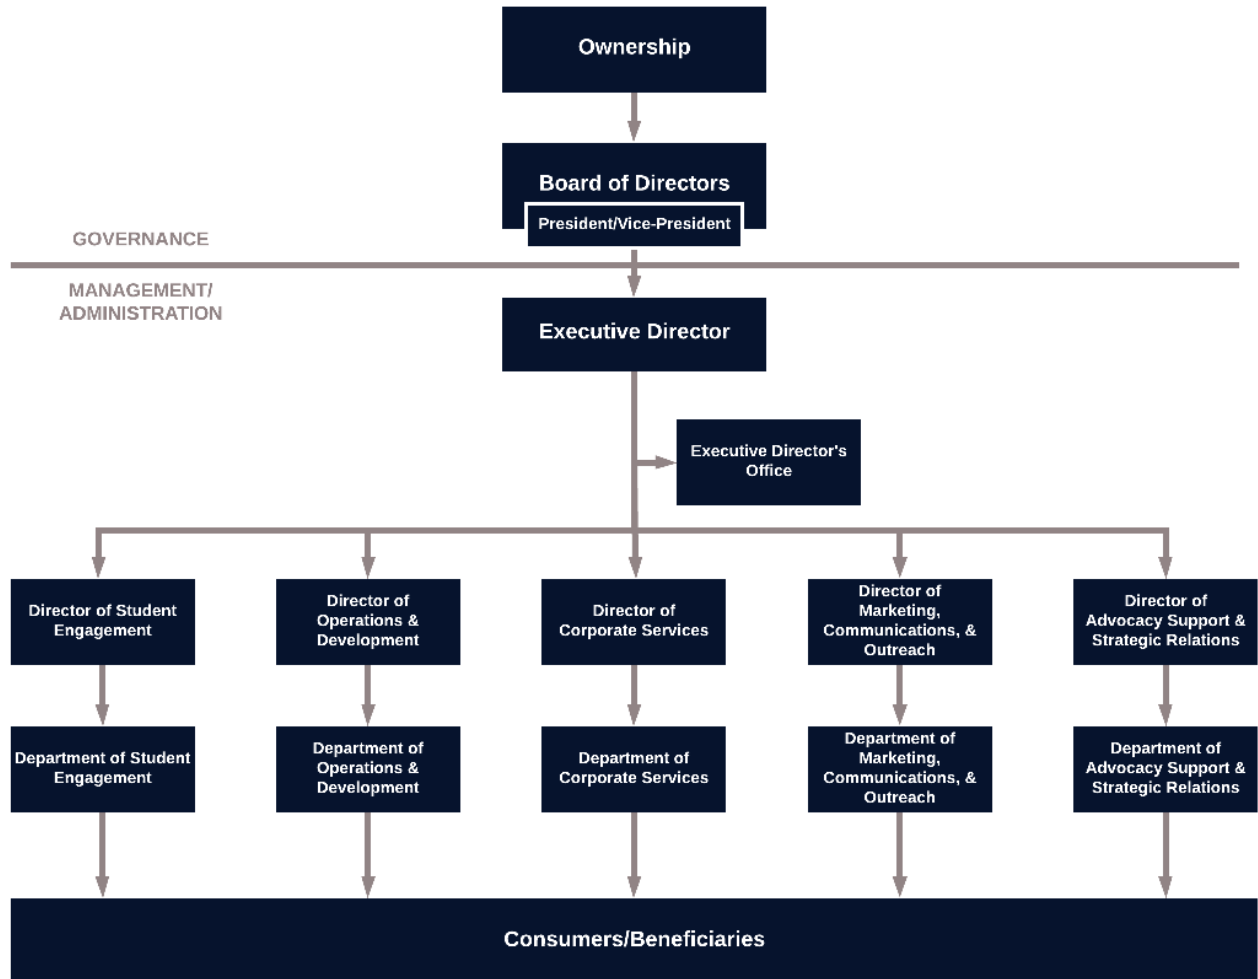 Ownership
Board of Directors
President/Vice-President
GOVERNANCE
MANAGEMENT/
ADMINISTRATION
Executive Director
Executive Director's
Office
Director of Student
Engagement
Director of
Operations &
Development
Director of
Corporate Services
Director of
Marketing,
Communications, &
Outreach
Director of
Advocacy Support &
Strategic Relations
Department of Student
Engagement
Department of
Operations &
Development
Department of
Corporate Services
Department of
Marketing,
Communications, &
Outreach
Department of
Advocacy Support &
Strategic Relations
Consumers/Beneficiaries